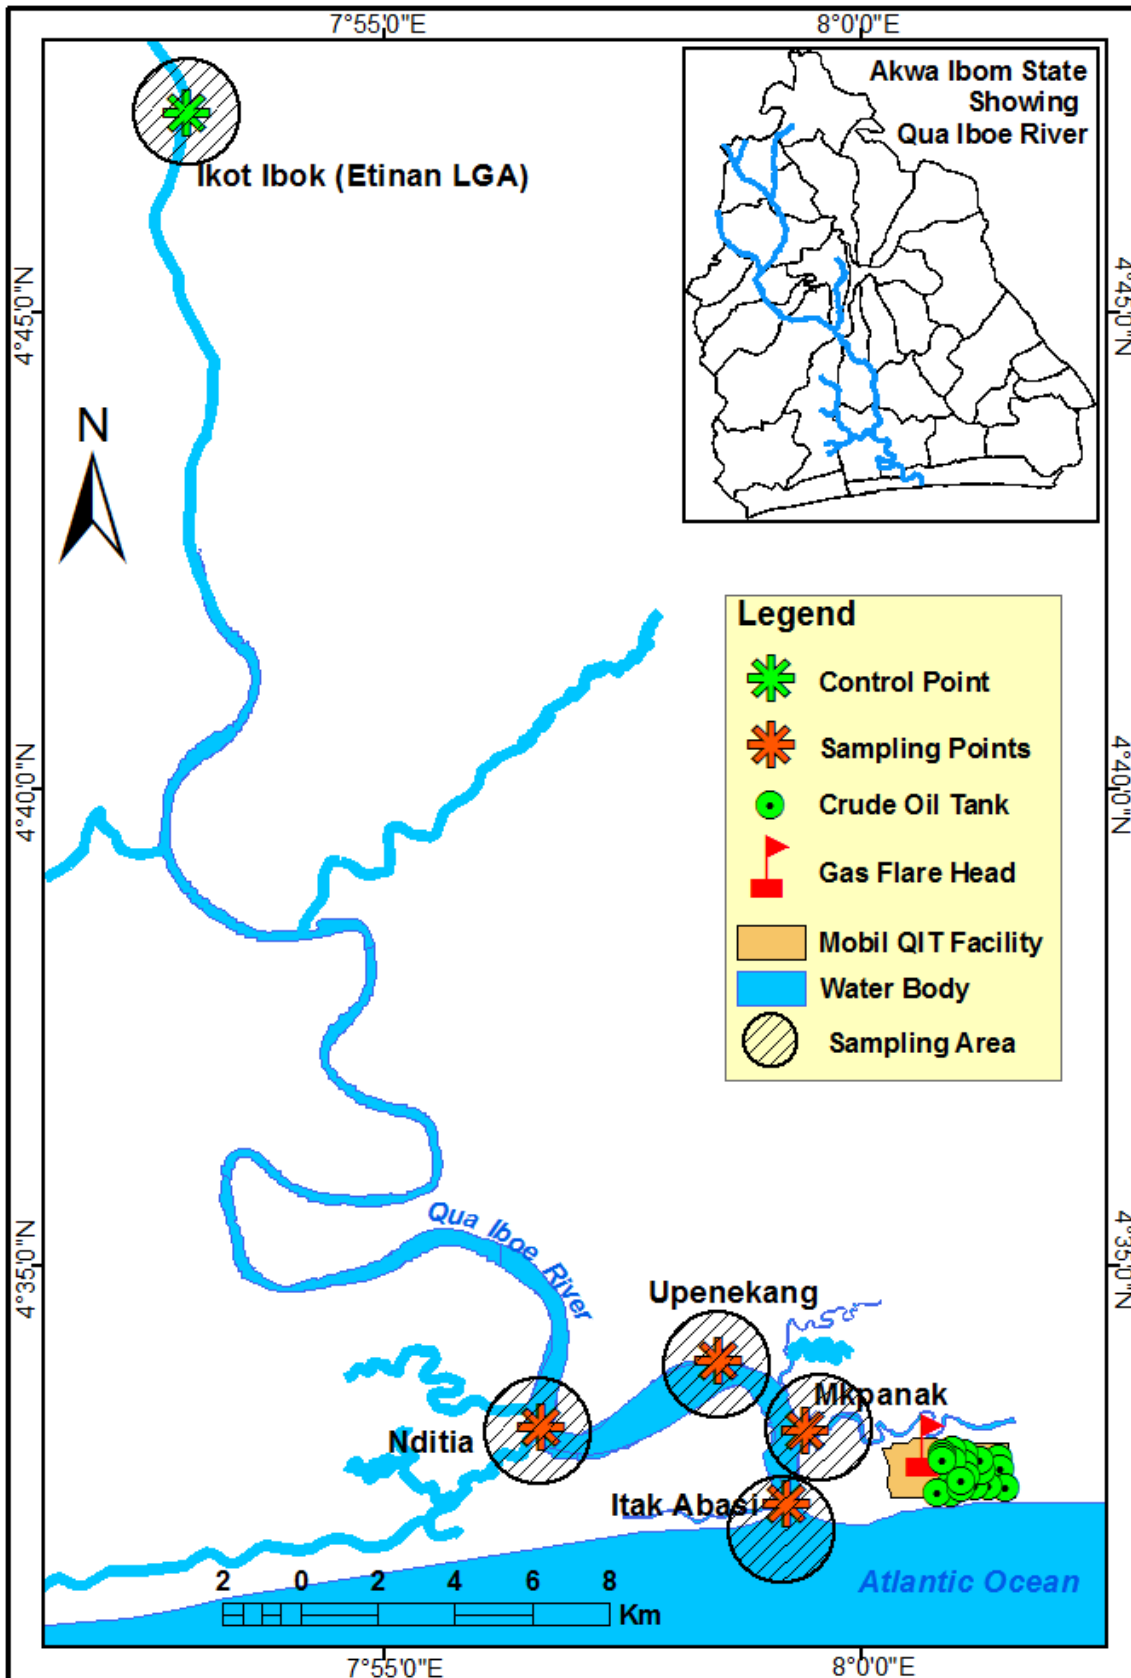 7°55'0"E
8°0'0"E
Akwa Ibom State
Showing
Qua Iboe River
Ikot Ibok (Etinan LGA)
4°45'0"N
4°45'0"N
N
Legend
Control Point
Sampling Points
Crude Oil Tank
Gas Flare Head
Mobil QIT Facility
Water Body
Sampling Area
4°40'0"N
4°40'0"N
Qua Iboe River
4°35'0"N
4°35'0"N
Upenekang
Mkpanak
Nditia
Itak Abasi
Atlantic Ocean
2 0 2 4 6 8
Km
7°55'0"E
8°0'0"E